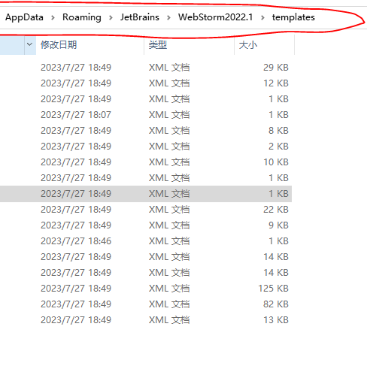 AppData › Roaming › JetBrains › WebStorm2022.1 › templates
修改日期 类型 大小
2023/7/27 18:49 XML 文档 29 KB
2023/7/27 18:49 XML 文档 12 KB
2023/7/27 18:49 XML 文档 1 KB
2023/7/27 18:07 XML 文档 1 KB
2023/7/27 18:49 XML 文档 8 KB
2023/7/27 18:49 XML 文档 2 KB
2023/7/27 18:49 XML 文档 10 KB
2023/7/27 18:49 XML 文档 1 KB
2023/7/27 18:49 XML 文档 1 KB
2023/7/27 18:49 XML 文档 22 KB
2023/7/27 18:49 XML 文档 9 KB
2023/7/27 18:46 XML 文档 1 KB
2023/7/27 18:49 XML 文档 14 KB
2023/7/27 18:49 XML 文档 14 KB
2023/7/27 18:49 XML 文档 125 KB
2023/7/27 18:49 XML 文档 82 KB
2023/7/27 18:49 XML 文档 13 KB